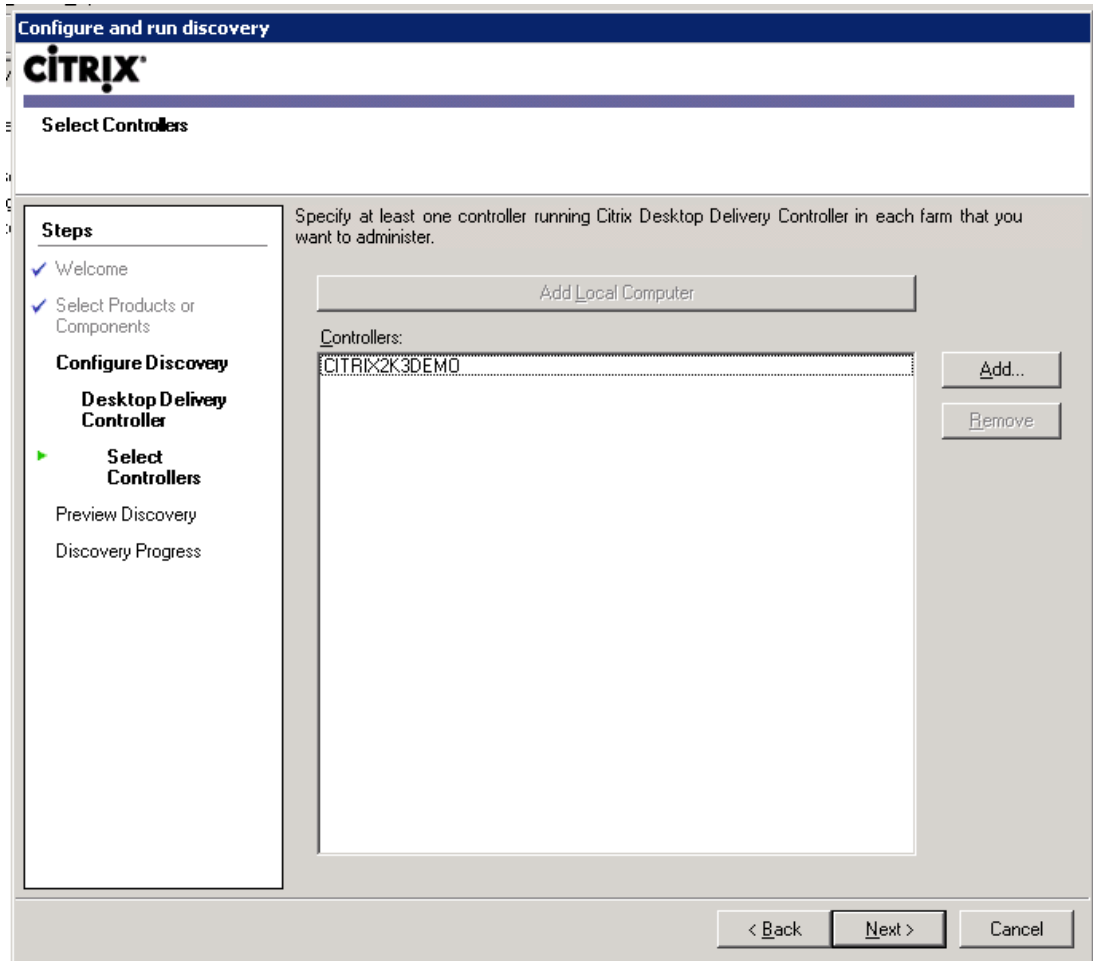 Configure and run discovery
CİTRIX
Select Controllers
Steps
Welcome
Select Products or
Components
Configure Discovery
Desktop Delivery
Controller
Select
Controllers
Preview Discovery
Discovery Progress
Specify at least one controller running Citrix Desktop Delivery Controller in each farm that you
want to administer.
Add Local Computer
Controllers:
CITRIX2K3DEMO
Add...
Remove
< Back
Next >
Cancel